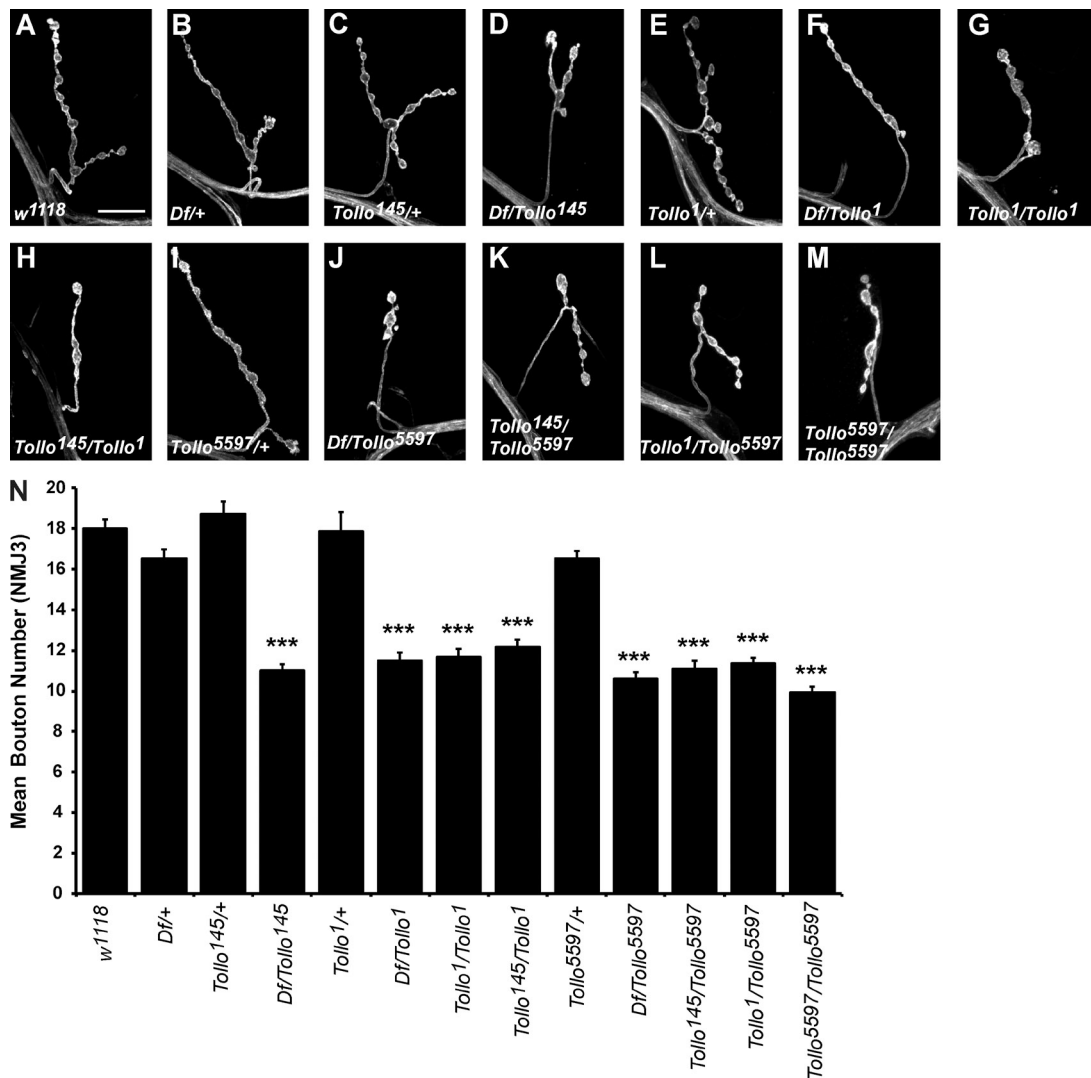 A
w1118
B
Df/+
C
Tollo145/+
D
Df/Tollo145
E
Tollo1/+
F
Df/Tollo1
G
Tollo1/Tollo1
H
Tollo145/Tollo1
I
Tollo5597/+
J
Df/Tollo5597
K
Tollo145/
Tollo5597
L
Tollo1/Tollo5597
M
Tollo5597/
Tollo5597
N
Mean Bouton Number (NMJ3)
20
18
16
14
12
10
8
6
4
2
0
***
***
***
***
***
***
***
***
w1118
Df/+
Tollo145/+
Df/Tollo145
Tollo1/+
Df/Tollo1
Tollo1/Tollo1
Tollo145/Tollo1
Tollo5597/+
Df/Tollo5597
Tollo145/Tollo5597
Tollo1/Tollo5597
Tollo5597/Tollo5597